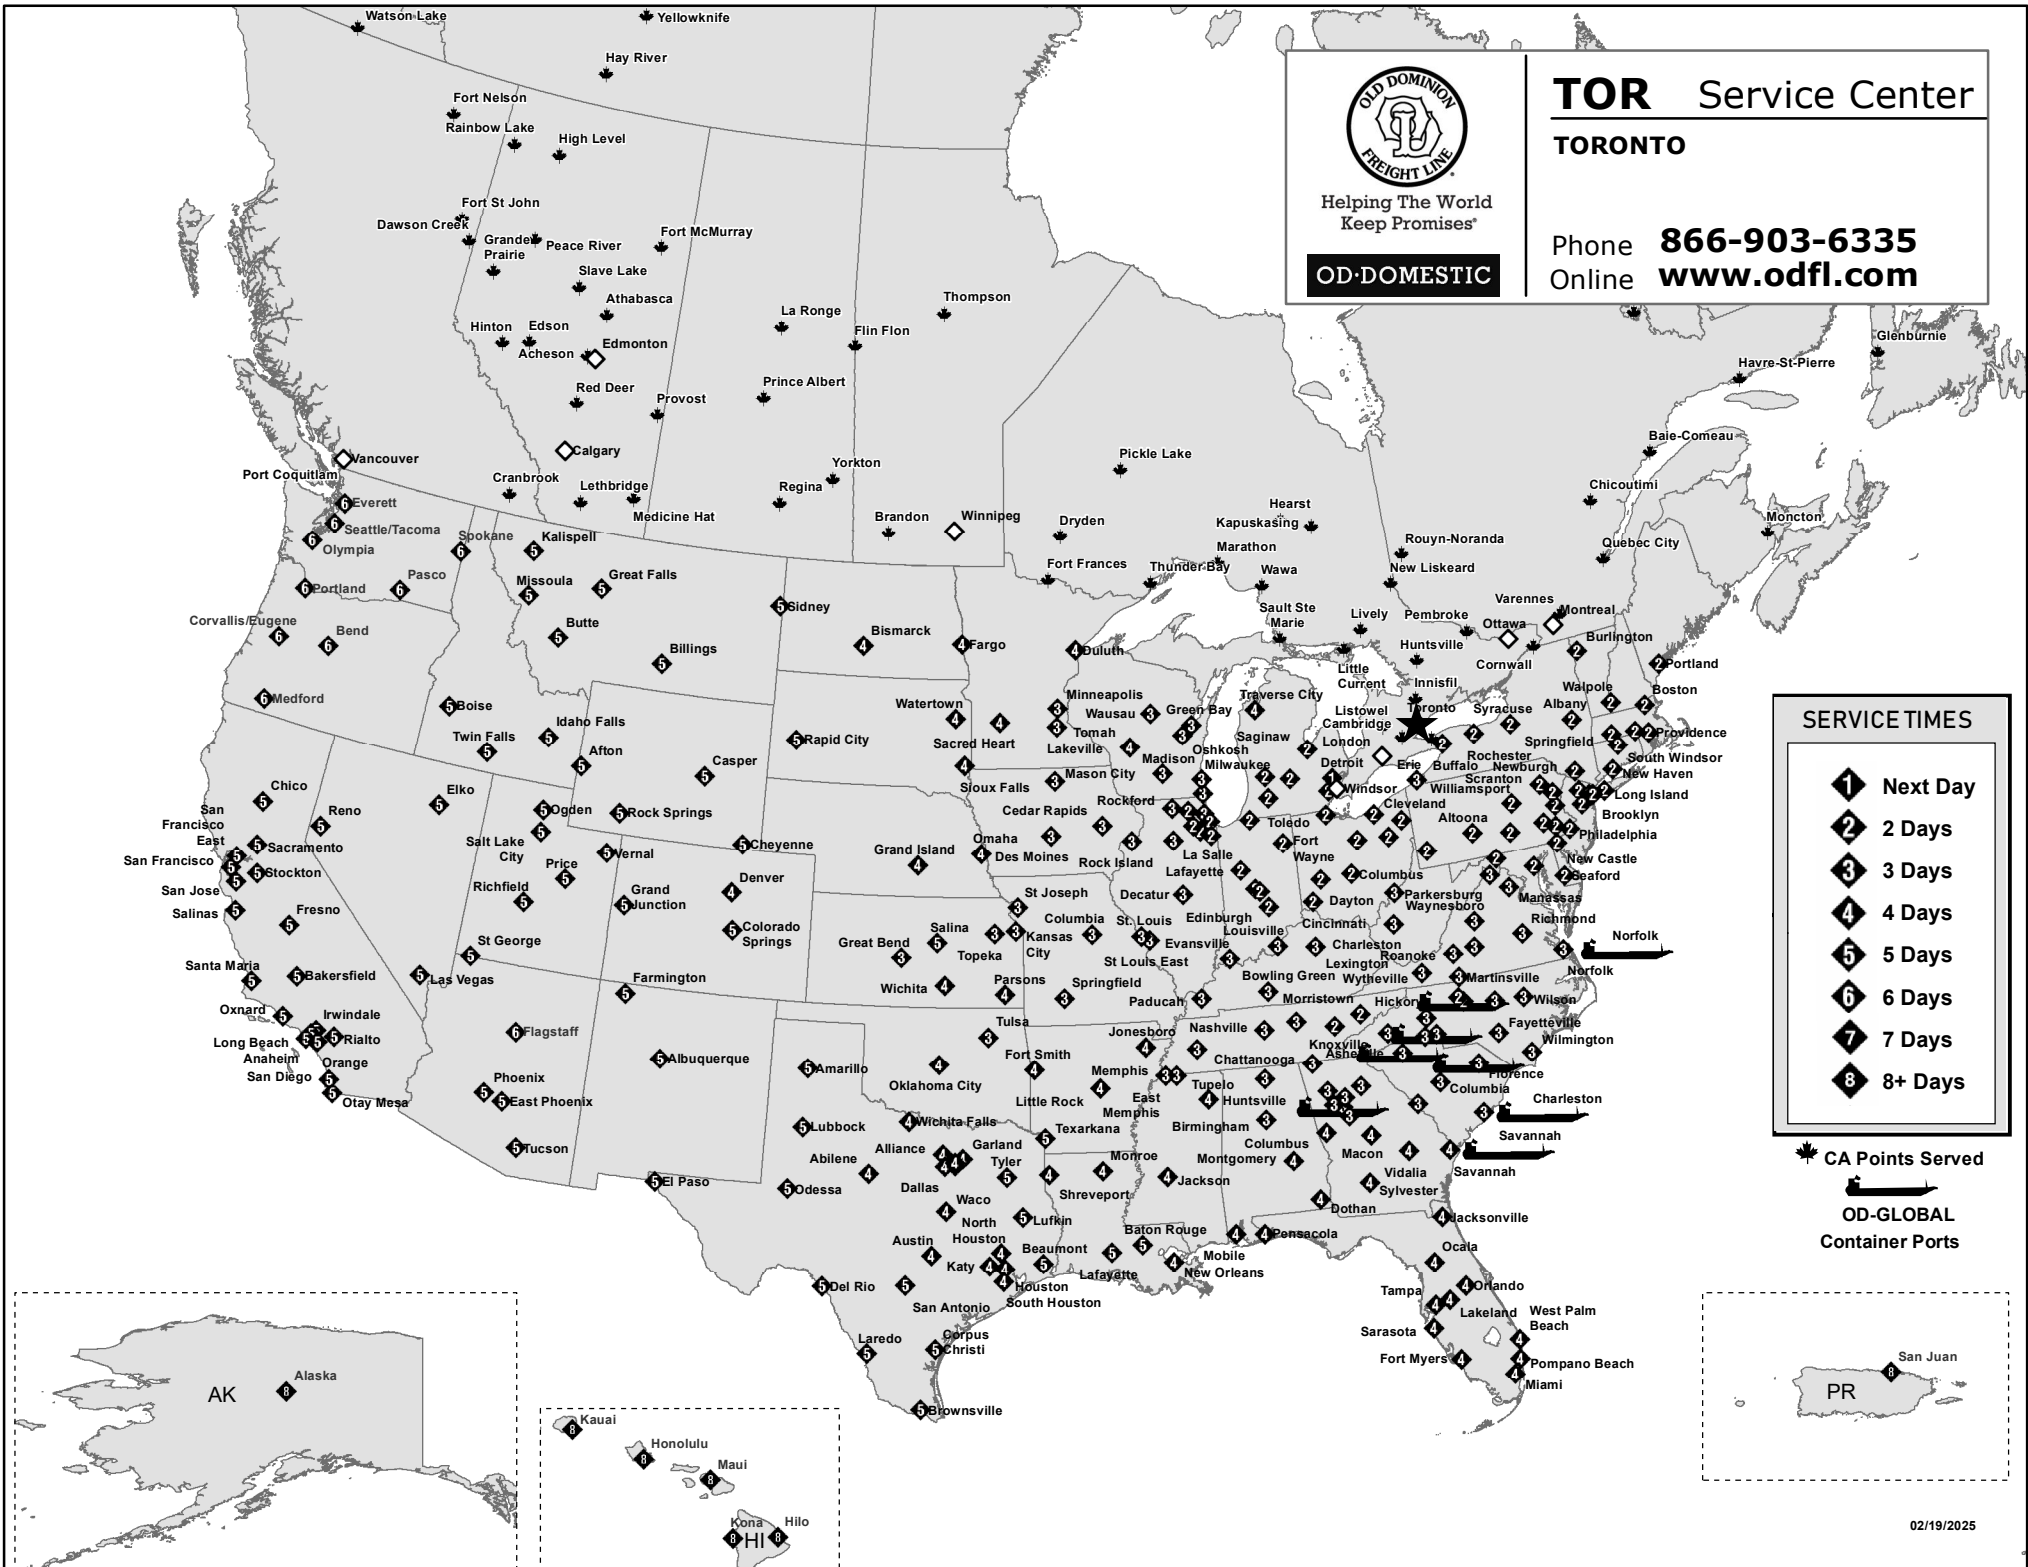 Watson Lake
Yellowknife
Hay River
Fort Nelson
Rainbow Lake
High Level
Fort St John
Dawson Creek
Grande
Prairie
Peace River
Fort McMurray
Slave Lake
Athabasca
La Ronge
Thompson
Flin Flon
Hinton
Edson
Acheson
Edmonton
Red Deer
Provost
Prince Albert
Vancouver
Port Coquitlam
Calgary
Cranbrook
Lethbridge
Medicine Hat
Regina
Yorkton
Brandon
Winnipeg
Pickle Lake
Dryden
Fort Frances
Thunder Bay
Hearst
Kapuskasing
Marathon
Wawa
Sault Ste
Marie
Rouyn-Noranda
New Liskeard
Lively
Little
Current
Pembroke
Huntsville
Innisfil
Varennes
Ottawa
Montreal
Cornwall
Quebec City
Chicoutimi
Baie-Comeau
Havre-St-Pierre
Glenburnie
Moncton
OLD DOMINION
FREIGHT LINE
Helping The World
Keep Promises®
OD·DOMESTIC
TOR Service Center
TORONTO
Phone 866-903-6335
Online www.odfl.com
Everett
Seattle/Tacoma
Olympia
Spokane
Kalispell
Portland
Pasco
Missoula
Great Falls
Sidney
Corvallis/Eugene
Bend
Butte
Billings
Bismarck
Fargo
Duluth
Medford
Boise
Twin Falls
Idaho Falls
Afton
Casper
Rapid City
Watertown
Sacred Heart
Minneapolis
Wausau
Green Bay
Tomah
Lakeville
Madison
Oshkosh
Milwaukee
Traverse City
Saginaw
Listowel
Cambridge
Toronto
London
Detroit
Windsor
Syracuse
Rochester
Buffalo
Erie
Burlington
Portland
Walpole
Boston
Albany
Springfield
Providence
South Windsor
New Haven
Newburgh
Scranton
Williamsport
Long Island
Brooklyn
Philadelphia
Altoona
Cleveland
Toledo
Fort
Wayne
New Castle
Seaford
Chico
San
Francisco
East
San Francisco
San Jose
Salinas
Reno
Sacramento
Stockton
Fresno
Elko
Ogden
Salt Lake
City
Rock Springs
Vernal
Price
Richfield
Cheyenne
Grand
Junction
Denver
Colorado
Springs
St George
Las Vegas
Santa Maria
Bakersfield
Oxnard
Irwindale
Long Beach
Rialto
Anaheim
Orange
San Diego
Otay Mesa
Farmington
Flagstaff
Albuquerque
Phoenix
East Phoenix
Tucson
Sioux Falls
Mason City
Cedar Rapids
Rockford
Grand Island
Omaha
Des Moines
Rock Island
La Salle
Lafayette
St Joseph
Decatur
Columbia
Salina
Great Bend
Topeka
Kansas
City
St. Louis
St Louis East
Edinburgh
Louisville
Evansville
Wichita
Parsons
Springfield
Paducah
Bowling Green
Columbus
Dayton
Cincinnati
Parkersburg
Waynesboro
Manassas
Richmond
Charleston
Lexington
Roanoke
Wytheville
Martinsville
Norfolk
Norfolk
Morristown
Hickory
Wilson
Fayetteville
Wilmington
Knoxville
Asheville
Florence
Columbia
Charleston
Savannah
Savannah
Tulsa
Jonesboro
Nashville
Chattanooga
Fort Smith
Memphis
East
Memphis
Tupelo
Huntsville
Little Rock
Birmingham
Amarillo
Oklahoma City
Wichita Falls
Lubbock
Texarkana
Alliance
Garland
Tyler
Abilene
Dallas
Monroe
Shreveport
Jackson
Columbus
Montgomery
Macon
Vidalia
Sylvester
Dothan
El Paso
Odessa
Waco
North
Houston
Lufkin
Austin
Katy
Beaumont
Baton Rouge
Lafayette
Mobile
New Orleans
Pensacola
Jacksonville
Ocala
Del Rio
San Antonio
Houston
South Houston
Laredo
Corpus
Christi
Brownsville
Tampa
Orlando
Lakeland
Sarasota
West Palm
Beach
Fort Myers
Pompano Beach
Miami
SERVICE TIMES
1 Next Day
2 2 Days
3 3 Days
4 4 Days
5 5 Days
6 6 Days
7 7 Days
8 8+ Days
CA Points Served
OD-GLOBAL
Container Ports
AK
Alaska
Kauai
Honolulu
Maui
Kona
Hilo
HI
San Juan
PR
02/19/2025